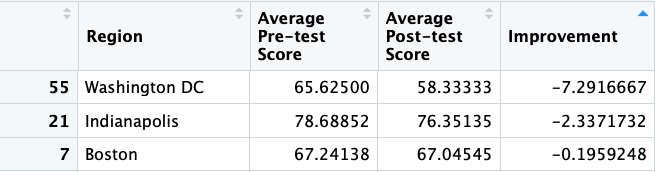 Region Average Pre-test Score Average Post-test Score Improvement
55 Washington DC 65.62500 58.33333 -7.2916667
21 Indianapolis 78.68852 76.35135 -2.3371732
7 Boston 67.24138 67.04545 -0.1959248